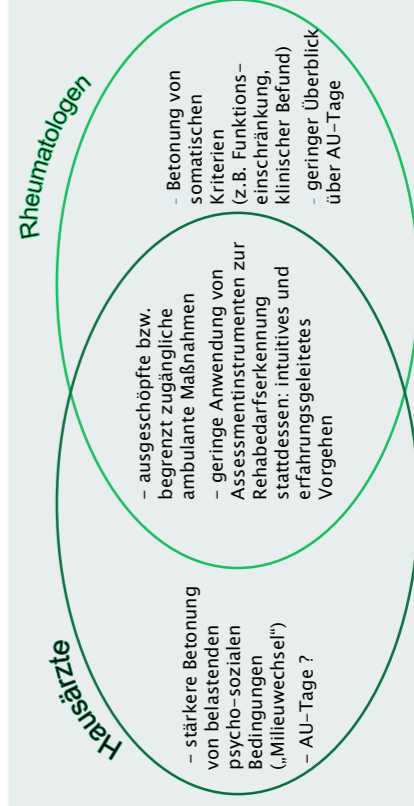 Hausärzte
Rheumatologen
– stärkere Betonung
von belastenden
psycho-sozialen
Bedingungen
(„Milieuwechsel“)
– AU-Tage ?
– ausgeschöpfte bzw.
begrenzt zugängliche
ambulante Maßnahmen
– geringe Anwendung von
Assessmentinstrumenten zur
Rehabedarfserkennung
stattdessen: intuitives und
erfahrungsgeleitetes
Vorgehen
- Betonung von
somatischen
Kriterien
(z.B. Funktions-
einschränkung,
klinischer Befund)
- geringer Überblick
über AU-Tage